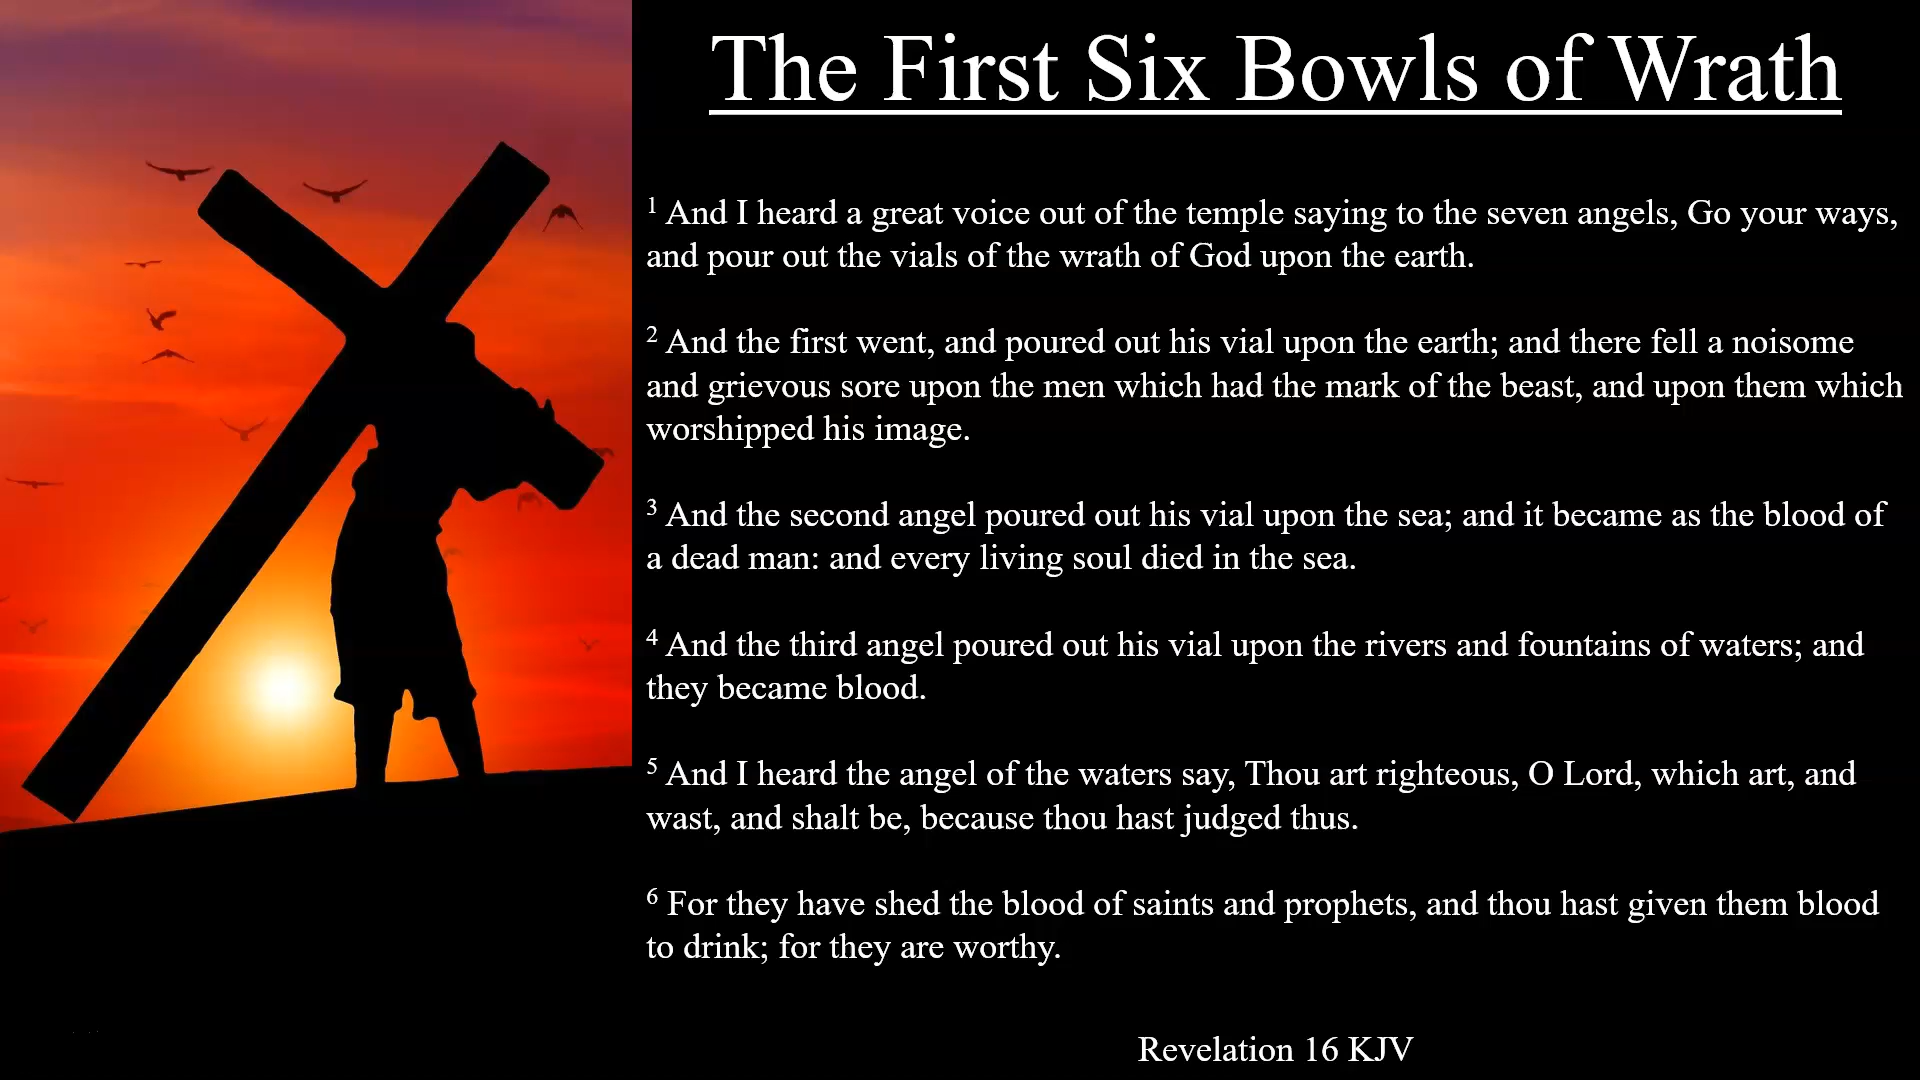 The First Six Bowls of Wrath
1 And I heard a great voice out of the temple saying to the seven angels, Go your ways,
and pour out the vials of the wrath of God upon the earth.
2 And the first went, and poured out his vial upon the earth; and there fell a noisome
and grievous sore upon the men which had the mark of the beast, and upon them which
worshipped his image.
3 And the second angel poured out his vial upon the sea; and it became as the blood of
a dead man: and every living soul died in the sea.
4 And the third angel poured out his vial upon the rivers and fountains of waters; and
they became blood.
5 And I heard the angel of the waters say, Thou art righteous, O Lord, which art, and
wast, and shalt be, because thou hast judged thus.
6 For they have shed the blood of saints and prophets, and thou hast given them blood
to drink; for they are worthy.
Revelation 16 KJV